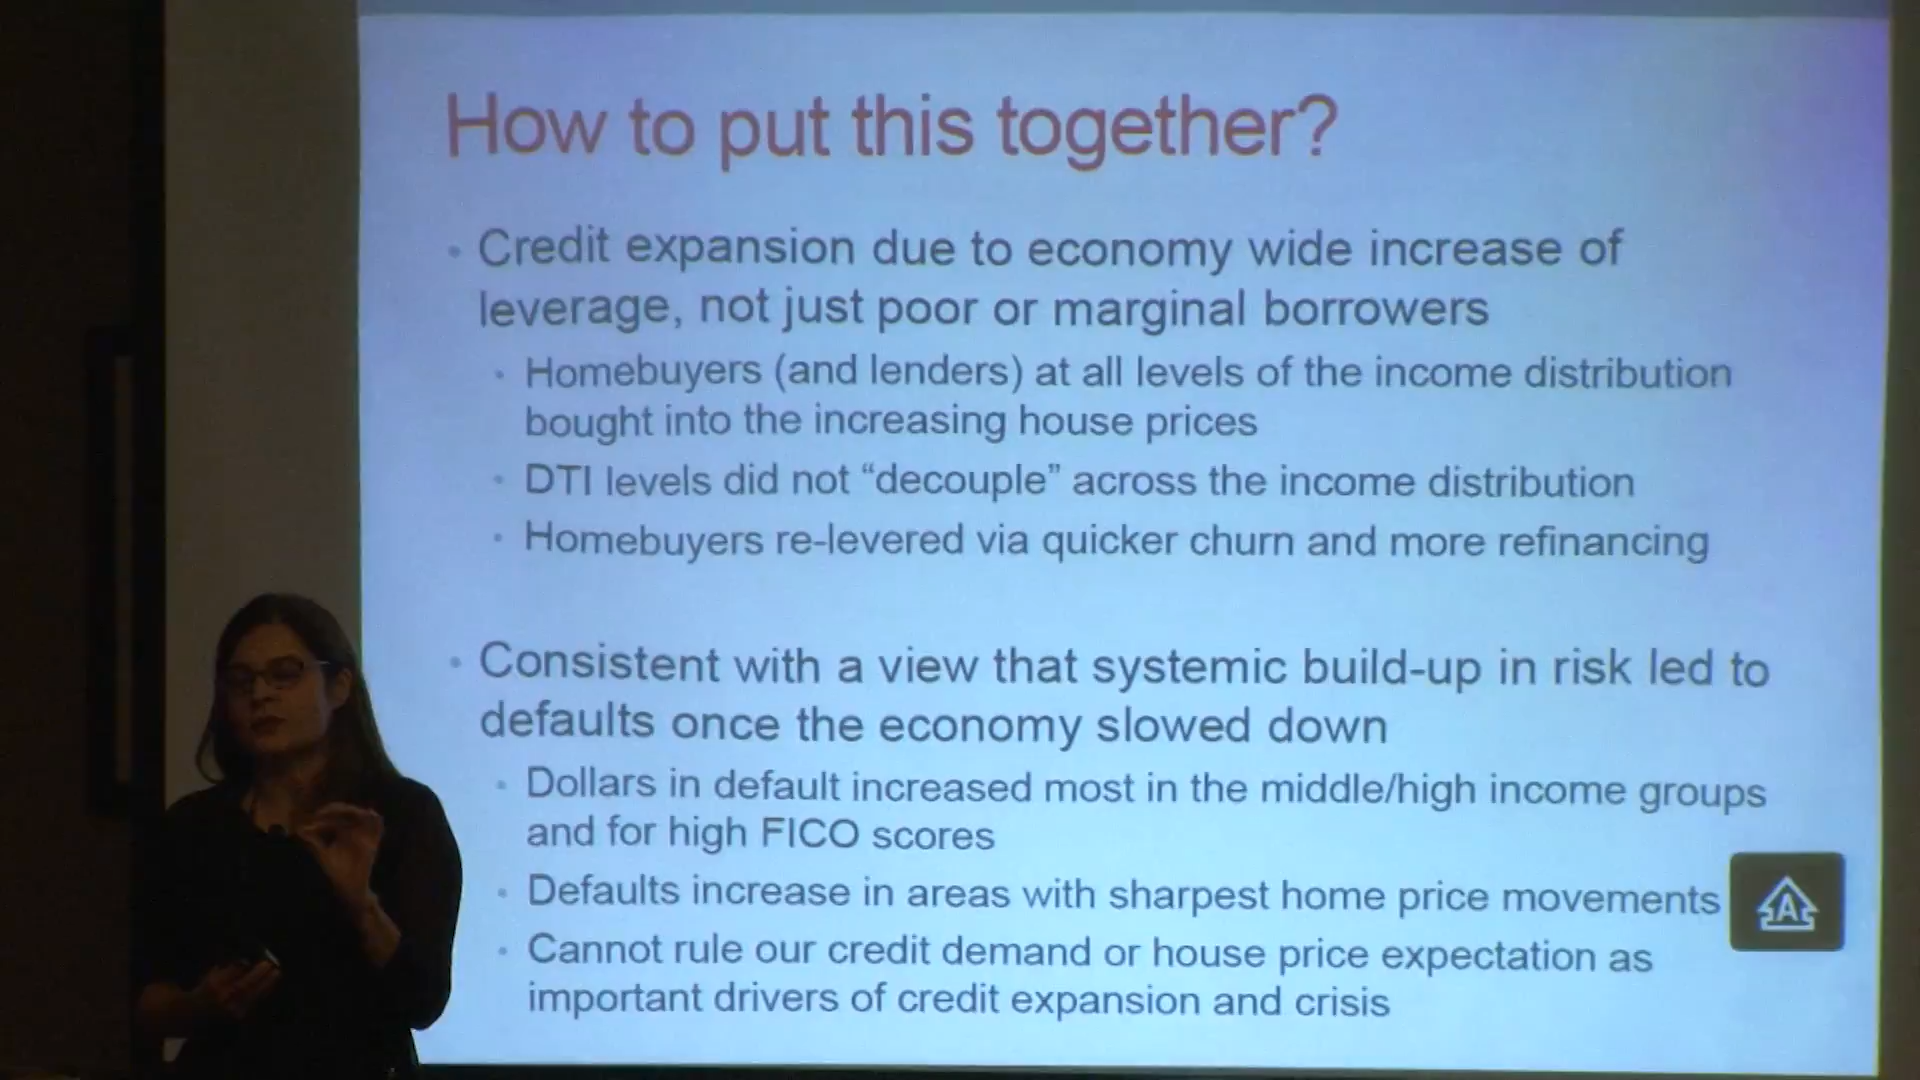 How to put this together?
• Credit expansion due to economy wide increase of
leverage, not just poor or marginal borrowers
• Homebuyers (and lenders) at all levels of the income distribution
bought into the increasing house prices
• DTI levels did not “decouple” across the income distribution
• Homebuyers re-levered via quicker churn and more refinancing
• Consistent with a view that systemic build-up in risk led to
defaults once the economy slowed down
• Dollars in default increased most in the middle/high income groups
and for high FICO scores
• Defaults increase in areas with sharpest home price movements
• Cannot rule our credit demand or house price expectation as
important drivers of credit expansion and crisis
A